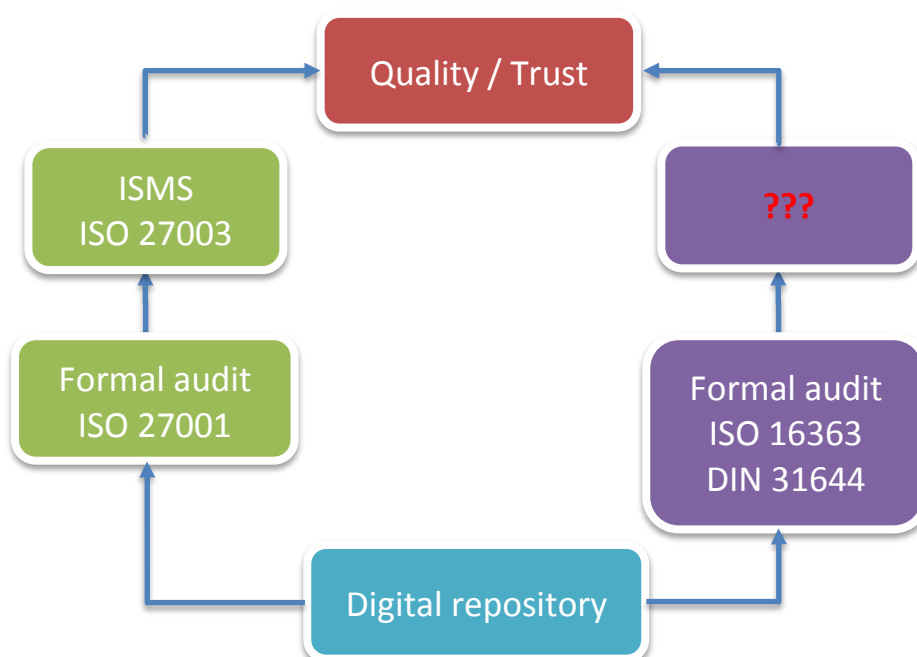 Quality / Trust
ISMS
ISO 27003
???
Formal audit
ISO 27001
Formal audit
ISO 16363
DIN 31644
Digital repository